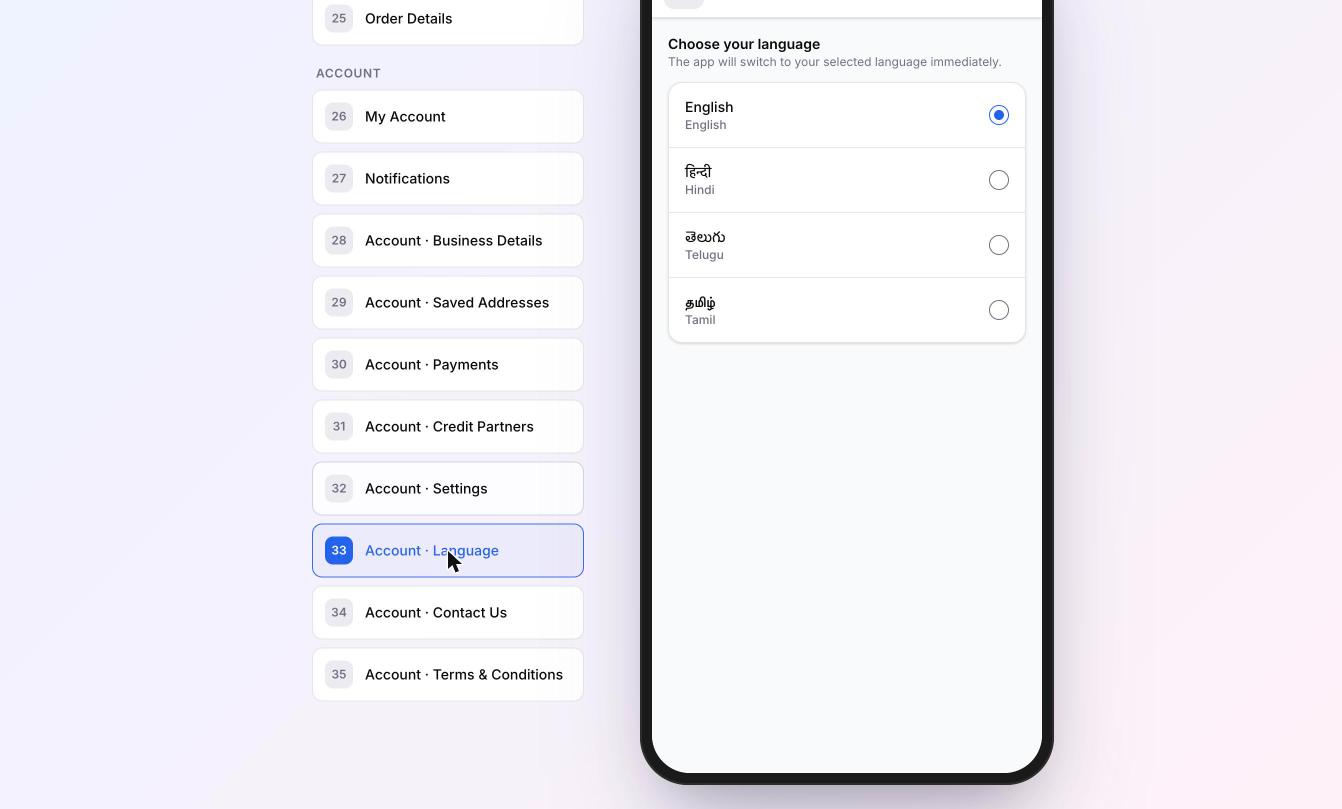 25 Order Details
ACCOUNT
26 My Account
27 Notifications
28 Account · Business Details
29 Account · Saved Addresses
30 Account · Payments
31 Account · Credit Partners
32 Account · Settings
33 Account · Language
34 Account · Contact Us
35 Account · Terms & Conditions
Choose your language
The app will switch to your selected language immediately.
English
English
हिन्दी
Hindi
తెలుగు
Telugu
தமிழ்
Tamil